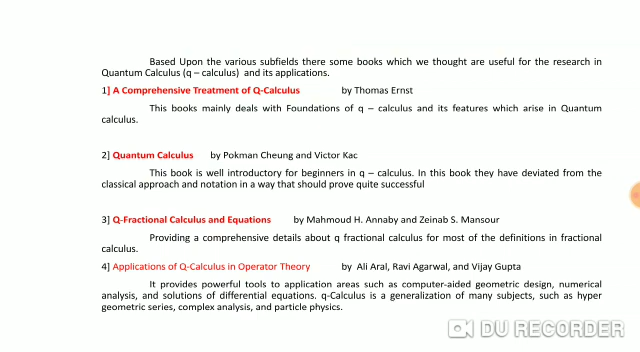 Based Upon the various subfields there some books which we thought are useful for the research in
Quantum Calculus (q – calculus) and its applications.
1] A Comprehensive Treatment of Q-Calculus by Thomas Ernst
This books mainly deals with Foundations of q – calculus and its features which arise in Quantum
calculus.
2] Quantum Calculus by Pokman Cheung and Victor Kac
This book is well introductory for beginners in q – calculus. In this book they have deviated from the
classical approach and notation in a way that should prove quite successful
3] Q-Fractional Calculus and Equations by Mahmoud H. Annaby and Zeinab S. Mansour
Providing a comprehensive details about q fractional calculus for most of the definitions in fractional
calculus.
4] Applications of Q-Calculus in Operator Theory by Ali Aral, Ravi Agarwal, and Vijay Gupta
It provides powerful tools to application areas such as computer-aided geometric design, numerical
analysis, and solutions of differential equations. q-Calculus is a generalization of many subjects, such as hyper
geometric series, complex analysis, and particle physics.
DU RECORDER